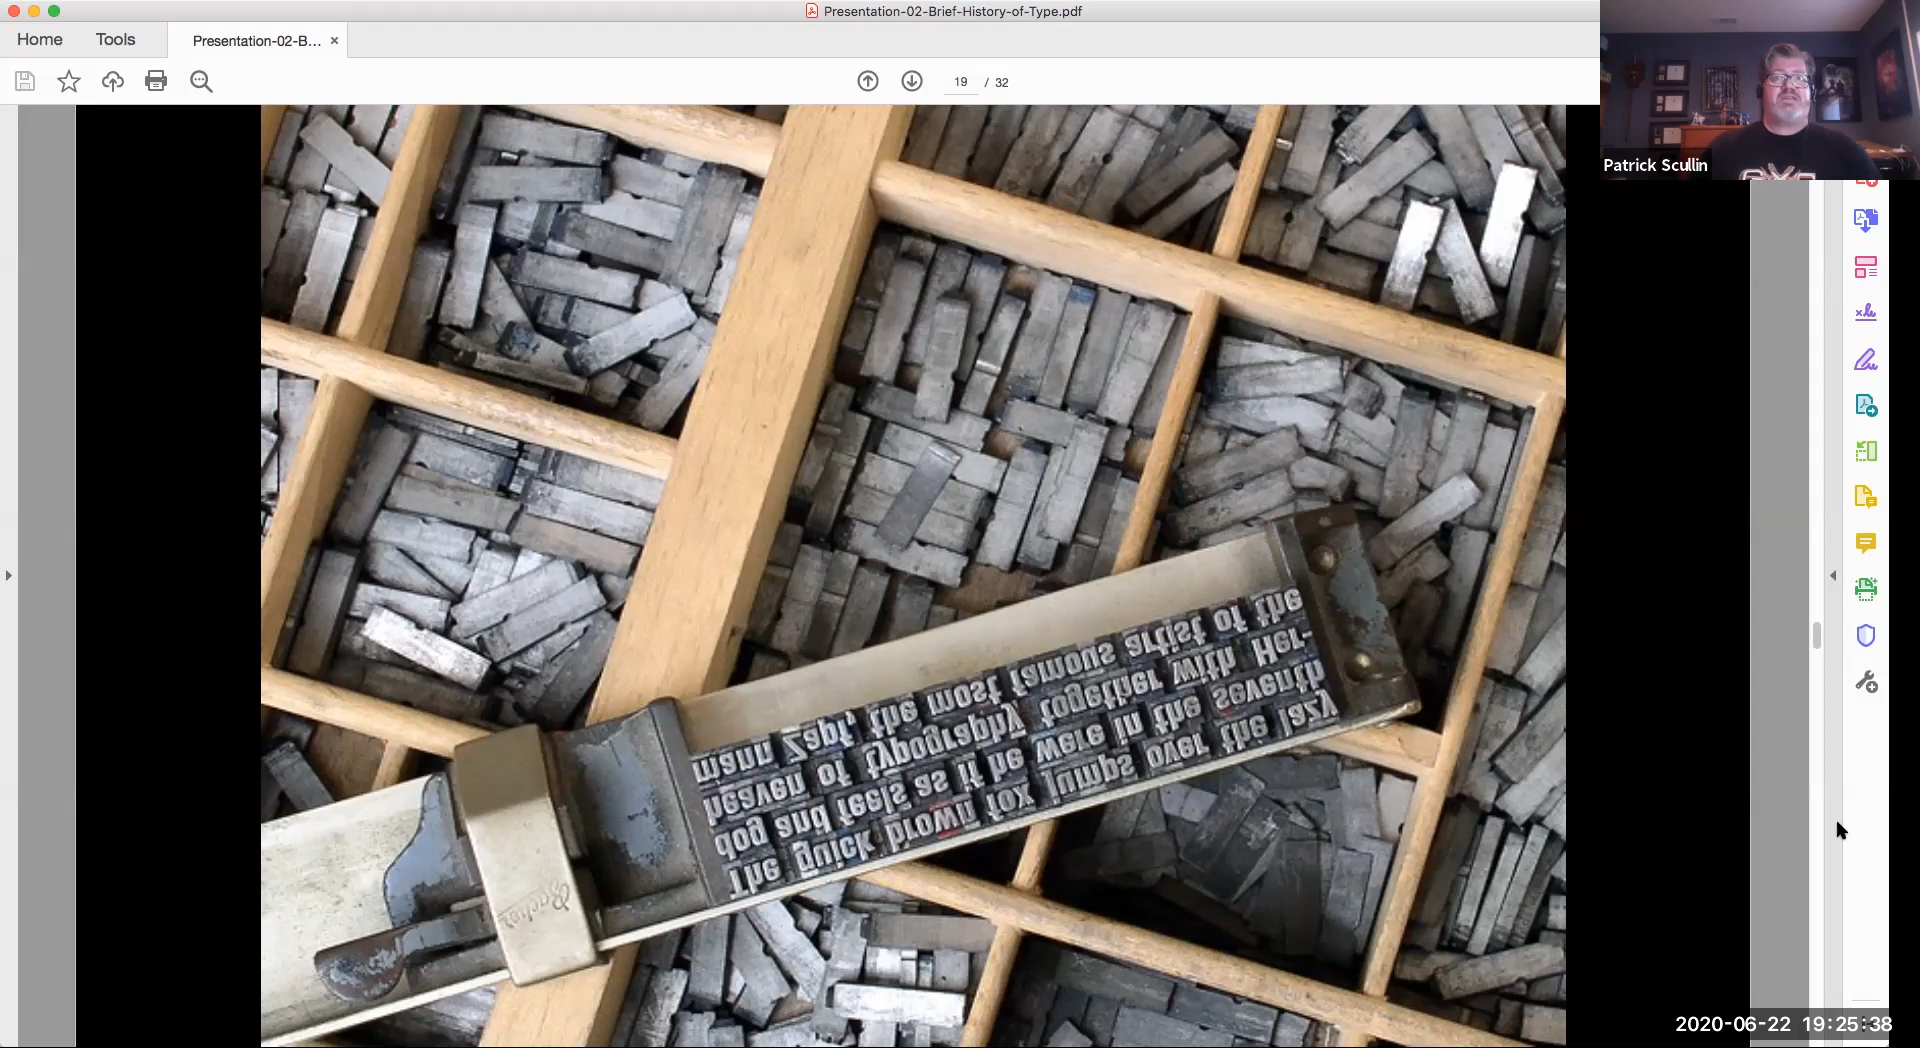 Presentation-02-Brief-History-of-Type.pdf
Home
Tools
Presentation-02-B...
19 / 32
Patrick Scullin
The quick brown fox jumps over the lazy
dog and feels as if he were in the seventh
heaven of typography together with Her-
mann Zapf, the most famous artist of the
2020-06-22 19:25:38